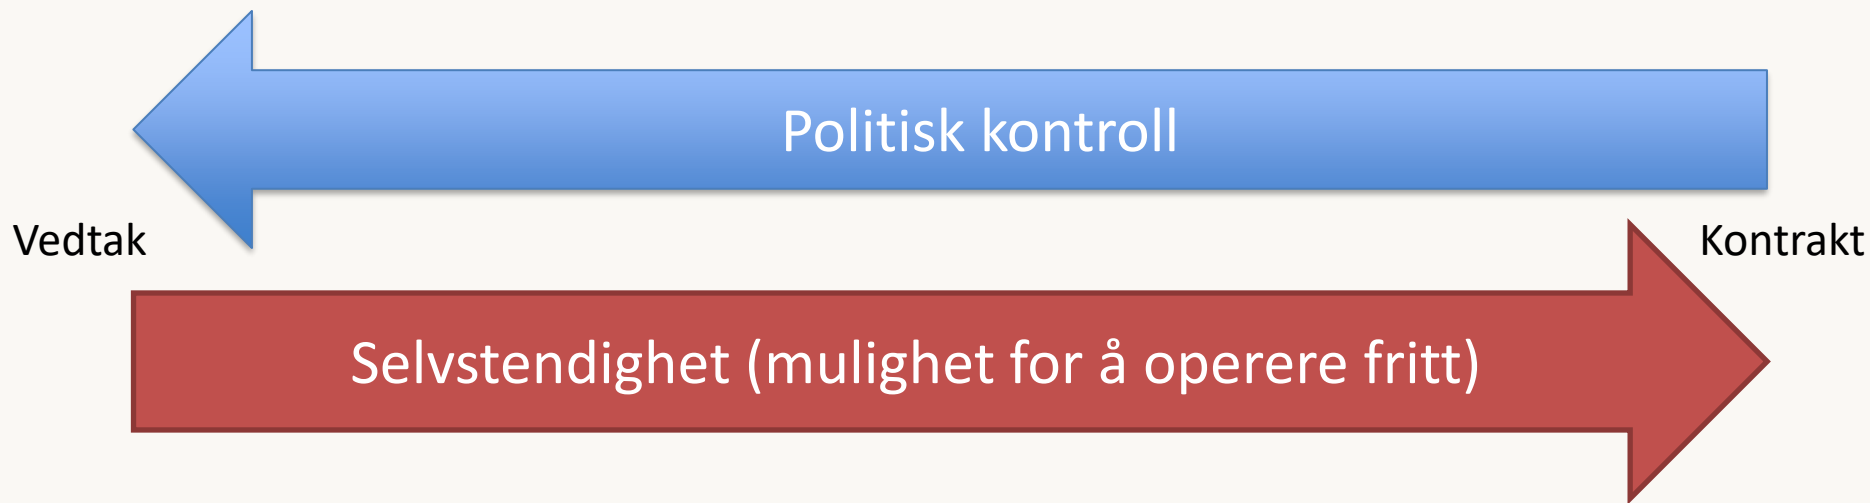 Politisk kontroll
Vedtak
Kontrakt
Selvstendighet (mulighet for å operere fritt)